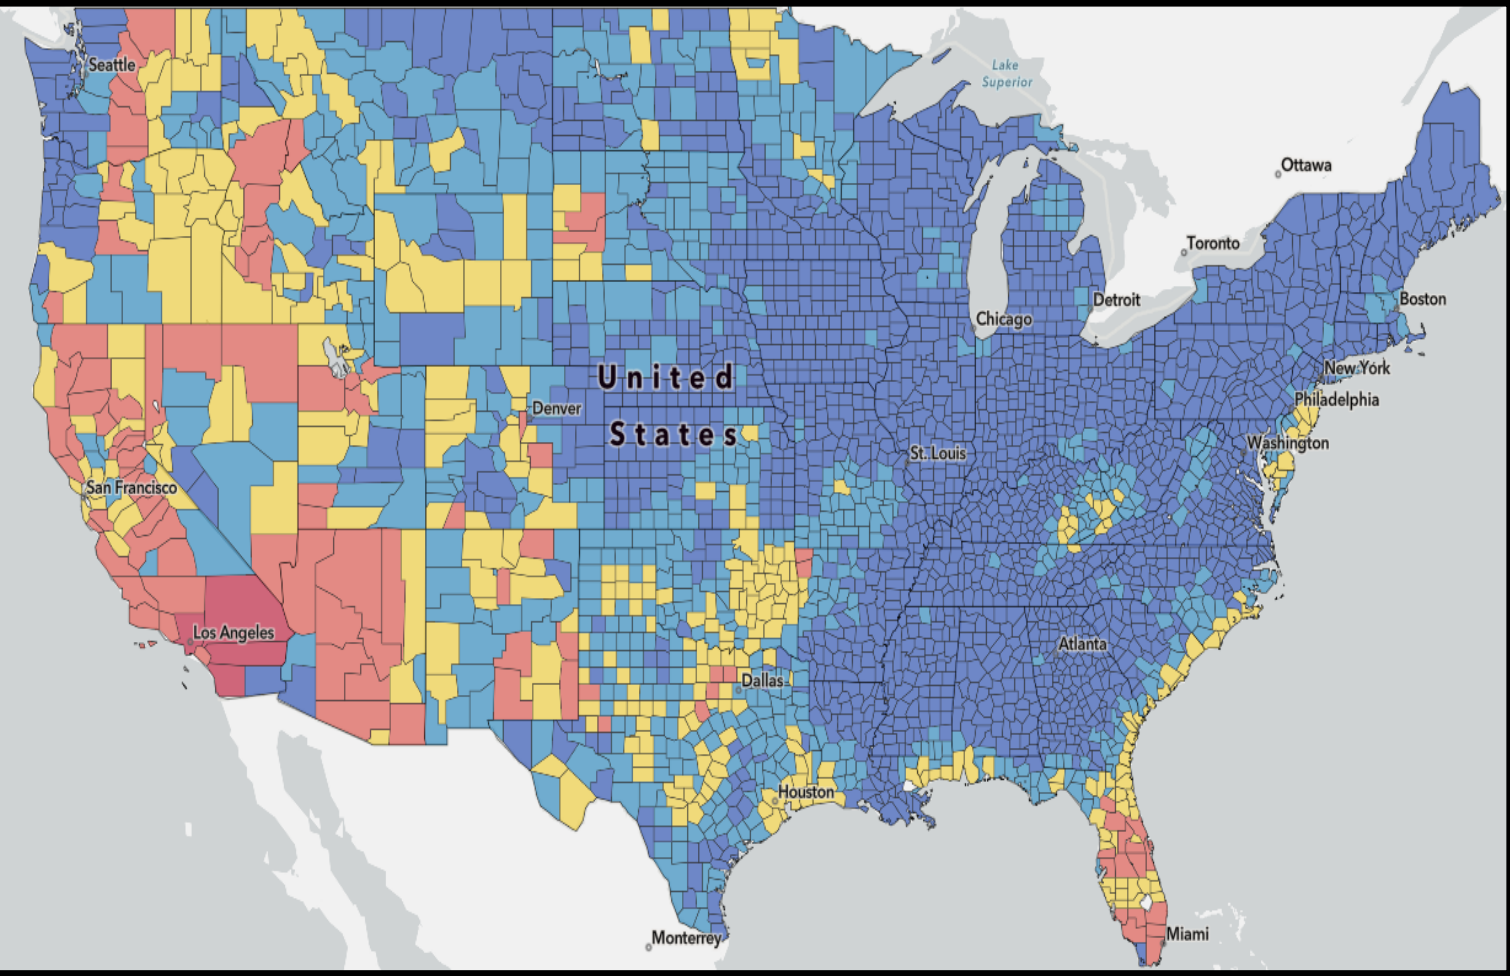 Seattle
Lake
Superior
Ottawa
Toronto
Detroit
Boston
Chicago
New York
United
Denver
Philadelphia
States
Washington
St. Louis
San Francisco
Los Angeles
Atlanta
Dallas
Houston
Miami
Monterrey